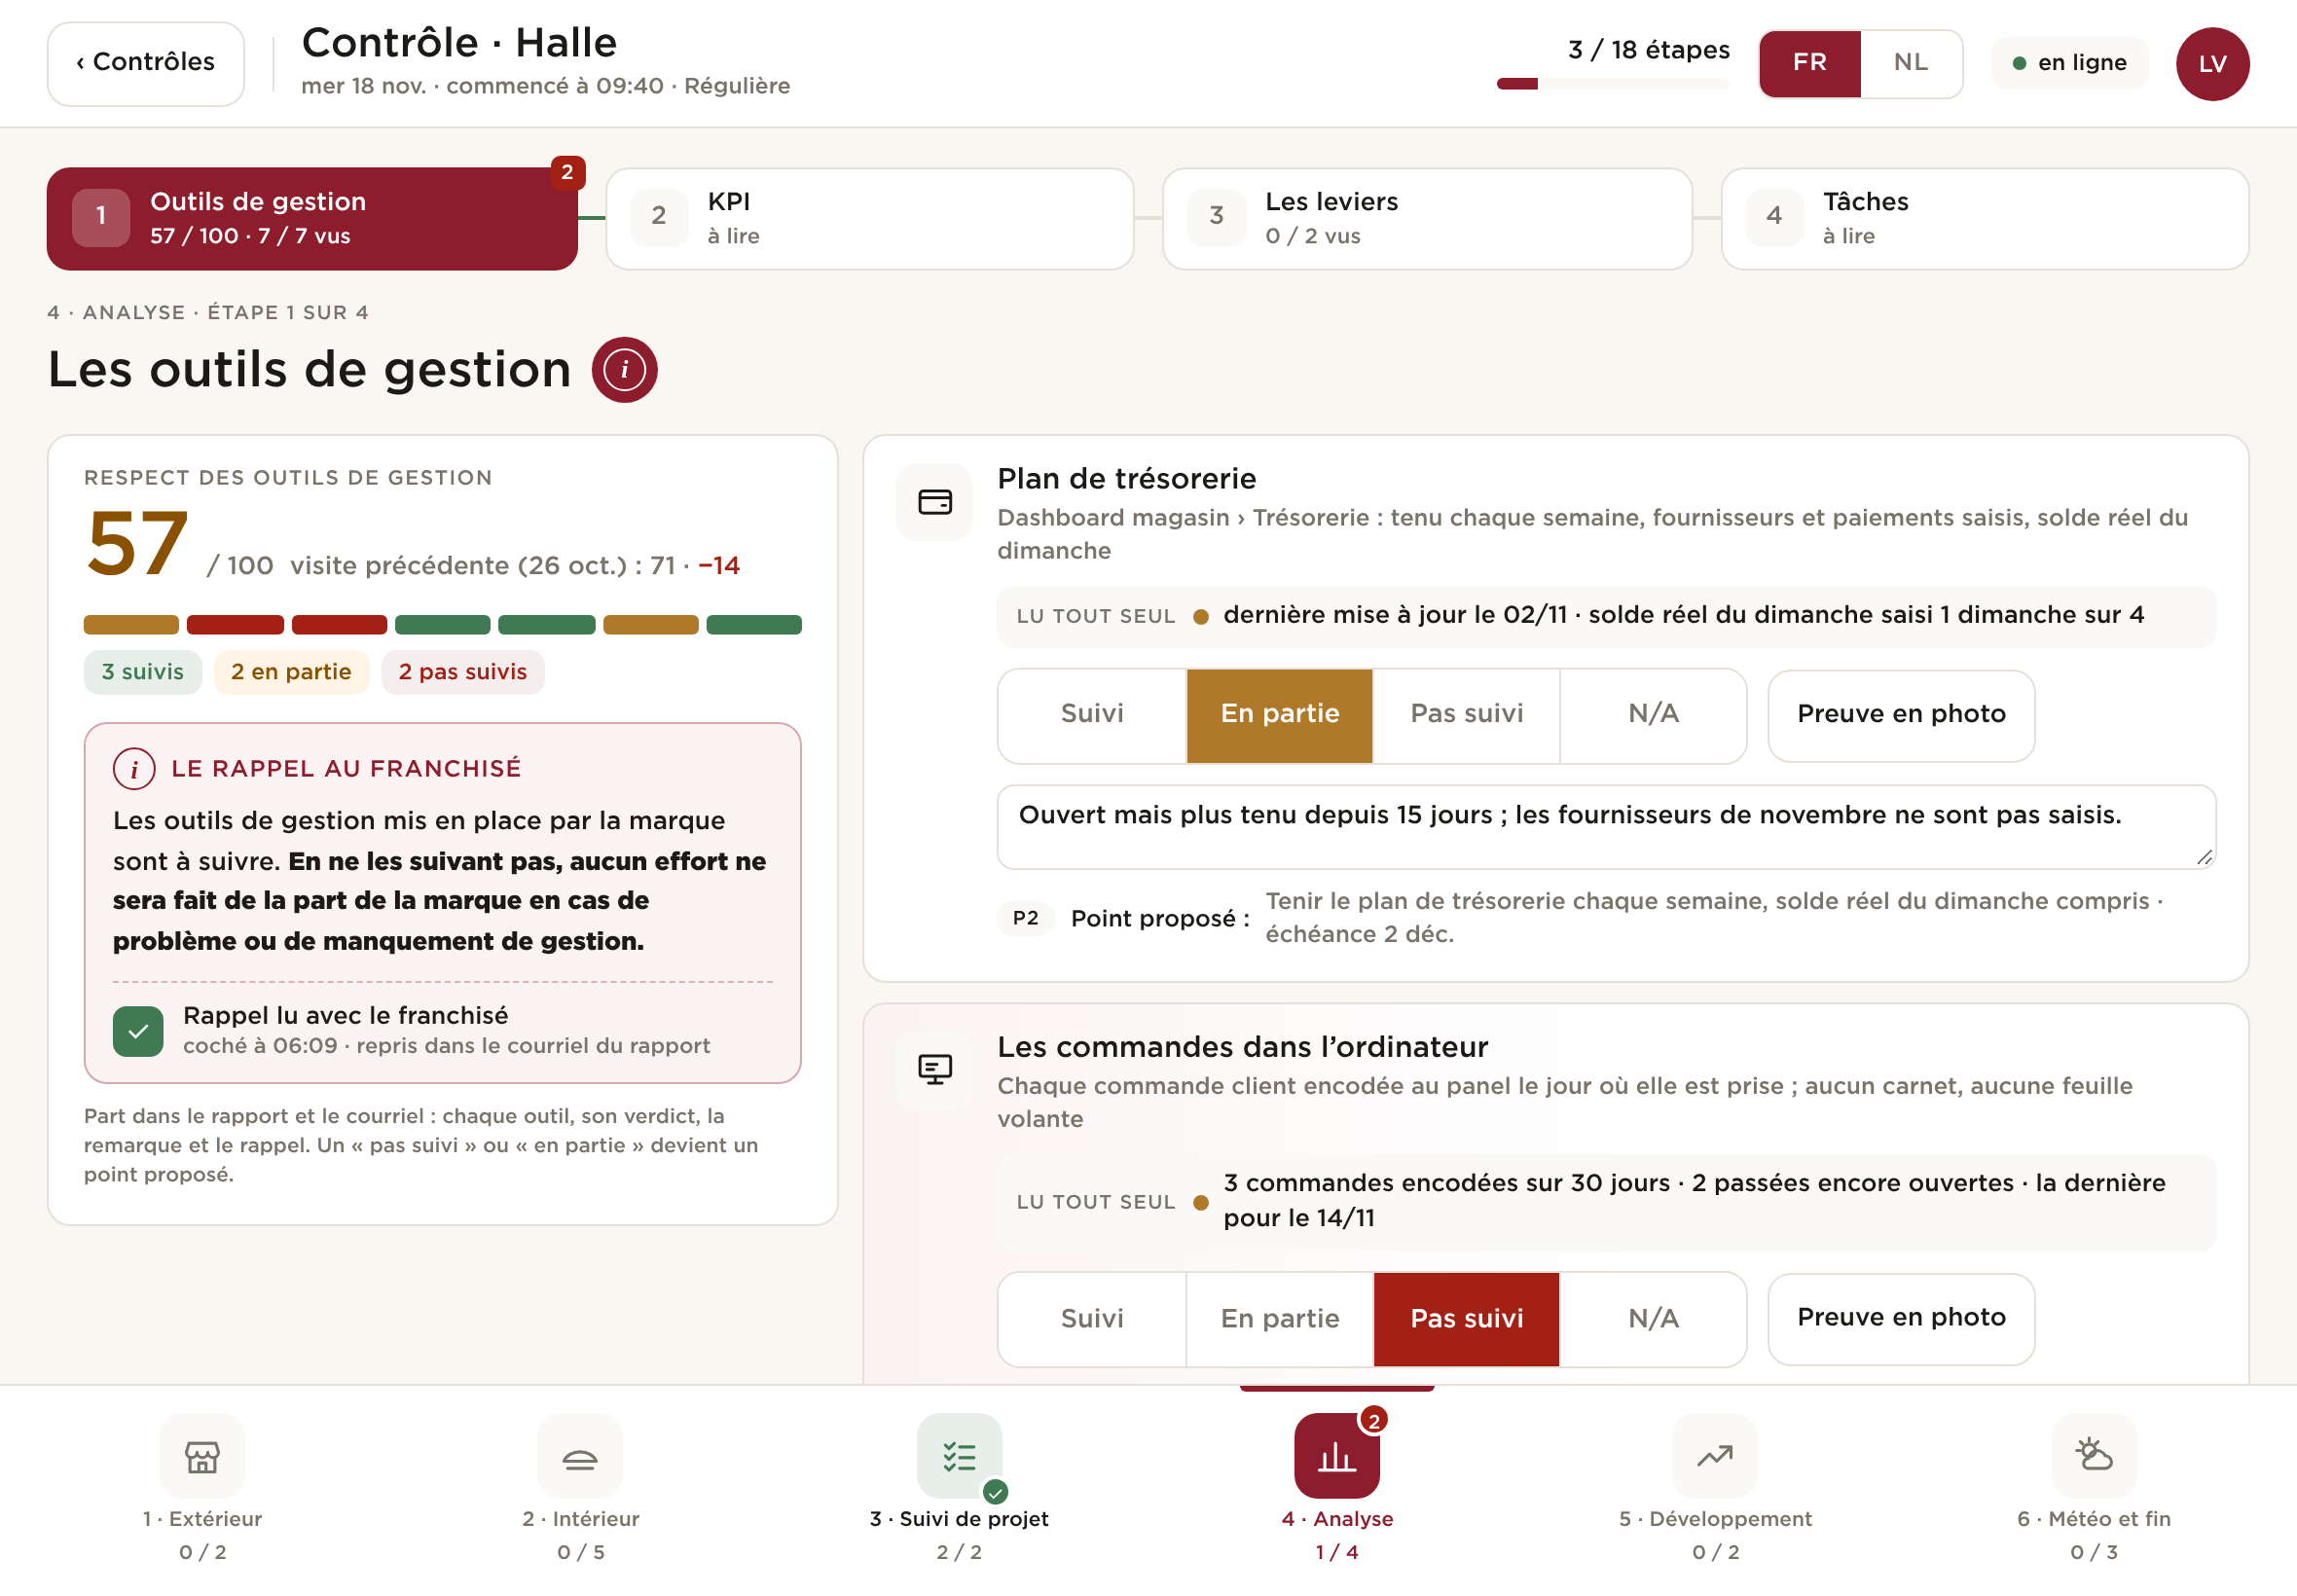 ‹ Contrôles
Contrôle · Halle
mer 18 nov. · commencé à 09:40 · Régulière
3 / 18 étapes
FR
NL
en ligne
LV
1
Outils de gestion
57 / 100 · 7 / 7 vus
2
2
KPI
à lire
3
Les leviers
0 / 2 vus
4
Tâches
à lire
4 · ANALYSE · ÉTAPE 1 SUR 4
Les outils de gestion
i
RESPECT DES OUTILS DE GESTION
57 / 100 visite précédente (26 oct.) : 71 · −14
3 suivis
2 en partie
2 pas suivis
i
LE RAPPEL AU FRANCHISÉ
Les outils de gestion mis en place par la marque
sont à suivre. En ne les suivant pas, aucun effort ne
sera fait de la part de la marque en cas de
problème ou de manquement de gestion.
Rappel lu avec le franchisé
coché à 06:09 · repris dans le courriel du rapport
Part dans le rapport et le courriel : chaque outil, son verdict, la
remarque et le rappel. Un « pas suivi » ou « en partie » devient un
point proposé.
Plan de trésorerie
Dashboard magasin › Trésorerie : tenu chaque semaine, fournisseurs et paiements saisis, solde réel du
dimanche
LU TOUT SEUL
dernière mise à jour le 02/11 · solde réel du dimanche saisi 1 dimanche sur 4
Suivi
En partie
Pas suivi
N/A
Preuve en photo
Ouvert mais plus tenu depuis 15 jours ; les fournisseurs de novembre ne sont pas saisis.
P2
Point proposé :
Tenir le plan de trésorerie chaque semaine, solde réel du dimanche compris ·
échéance 2 déc.
Les commandes dans l’ordinateur
Chaque commande client encodée au panel le jour où elle est prise ; aucun carnet, aucune feuille
volante
LU TOUT SEUL
3 commandes encodées sur 30 jours · 2 passées encore ouvertes · la dernière
pour le 14/11
Suivi
En partie
Pas suivi
N/A
Preuve en photo
1 · Extérieur
0 / 2
2 · Intérieur
0 / 5
3 · Suivi de projet
2 / 2
2
4 · Analyse
1 / 4
5 · Développement
0 / 2
6 · Météo et fin
0 / 3